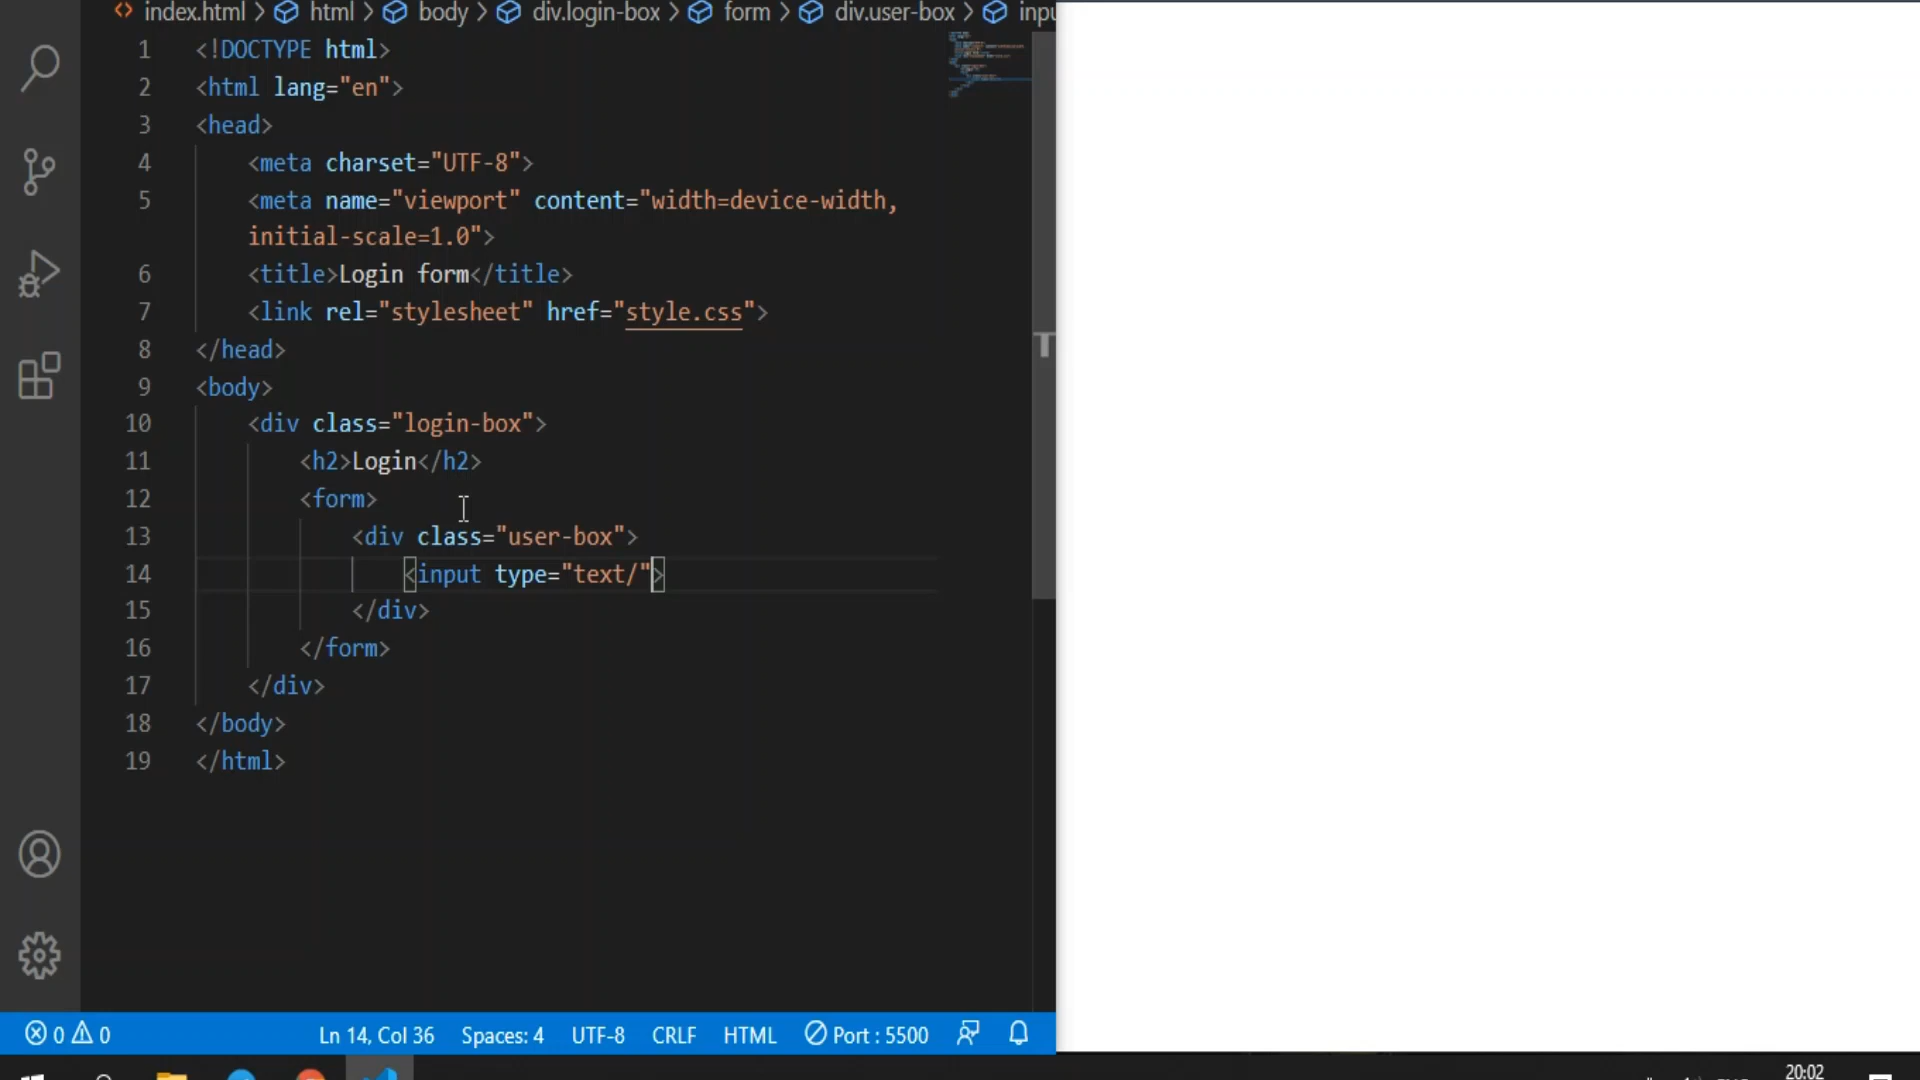 index.html > html > body > div.login-box > form > div.user-box > inpu
1 <!DOCTYPE html>
2 <html lang="en">
3 <head>
4 <meta charset="UTF-8">
5 <meta name="viewport" content="width=device-width,
initial-scale=1.0">
6 <title>Login form</title>
7 <link rel="stylesheet" href="style.css">
8 </head>
9 <body>
10 <div class="login-box">
11 <h2>Login</h2>
12 <form>
13 <div class="user-box">
14 <input type="text/">
15 </div>
16 </form>
17 </div>
18 </body>
19 </html>
0 0 Ln 14, Col 36 Spaces: 4 UTF-8 CRLF HTML Port : 5500
20:02